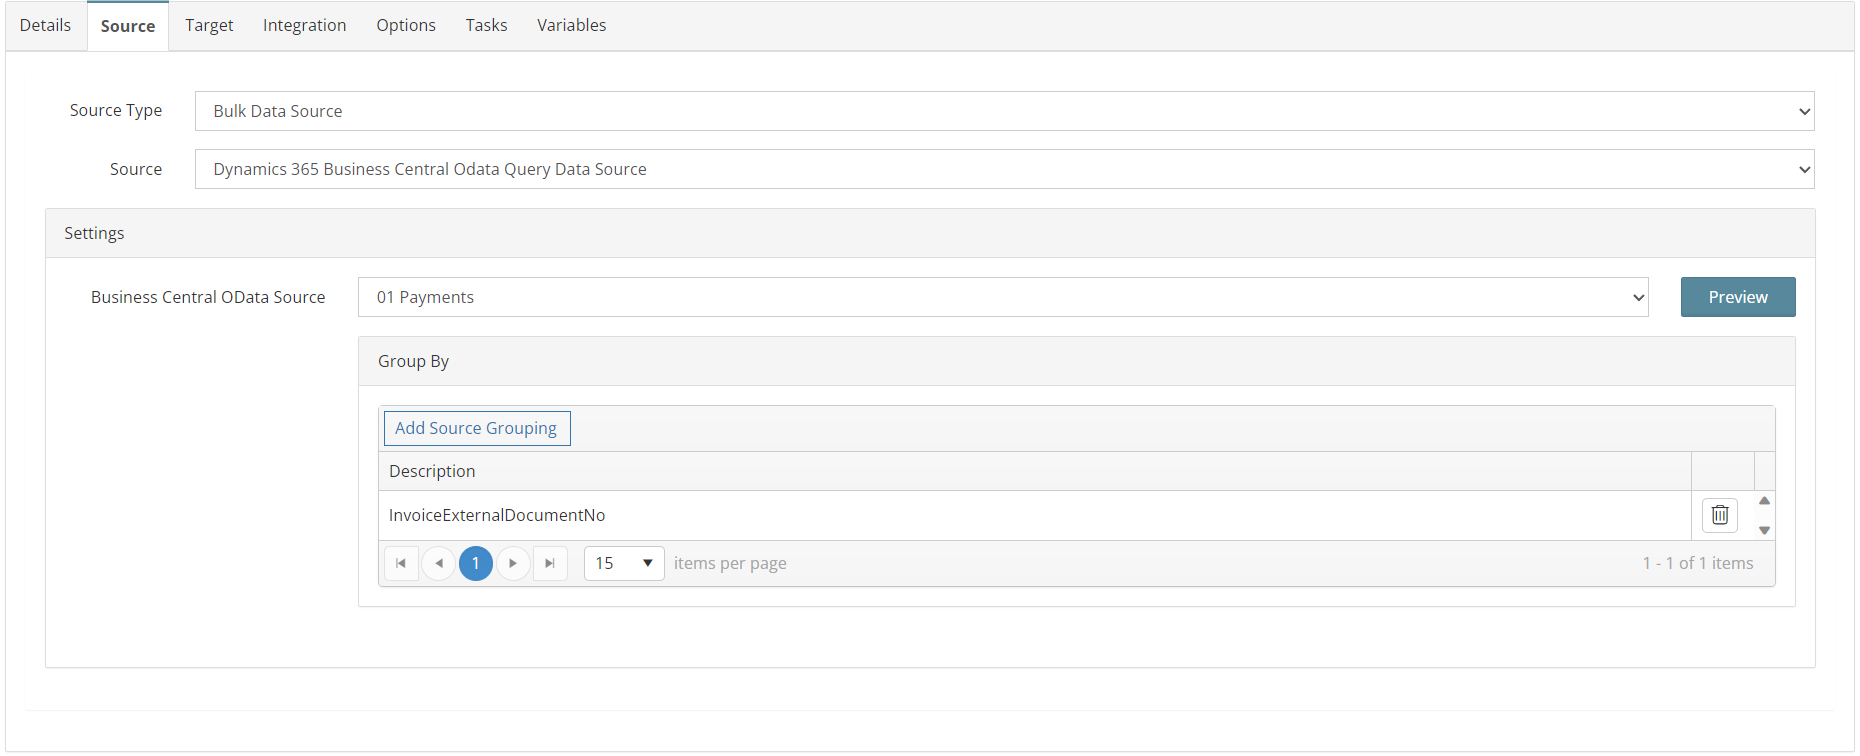 Details Source Target Integration Options Tasks Variables
Source Type Bulk Data Source
Source Dynamics 365 Business Central Odata Query Data Source
Settings
Business Central OData Source 01 Payments Preview
Group By
Add Source Grouping
Description
InvoiceExternalDocumentNo
1 15 items per page 1 - 1 of 1 items